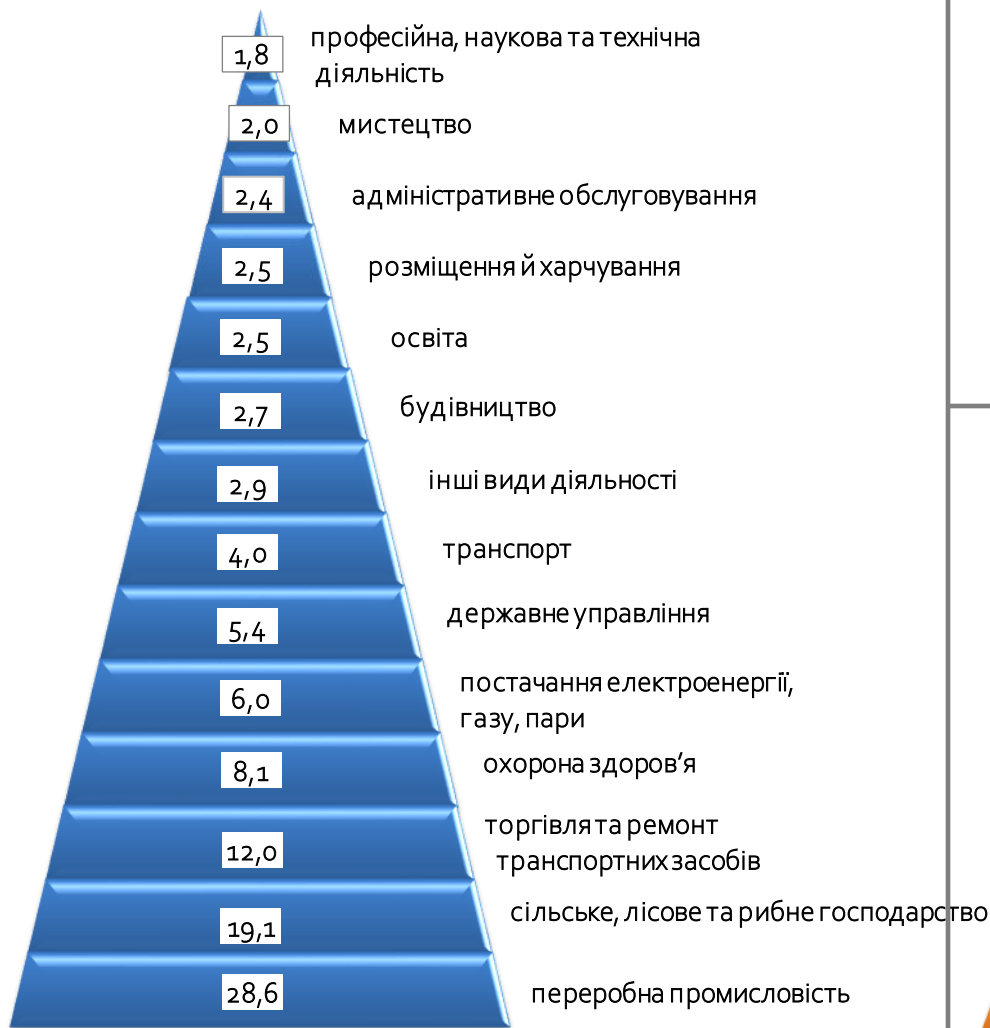 1,8
професійна, наукова та технічна
діяльність
2,0 мистецтво
2,4 адміністративне обслуговування
2,5 розміщення й харчування
2,5 освіта
2,7 будівництво
2,9 інші види діяльності
4,0 транспорт
5,4 державне управління
6,0 постачання електроенергії,
газу, пари
8,1 охорона здоров’я
12,0 торгівля та ремонт
транспортних засобів
19,1 сільське, лісове та рибне господарство
28,6 переробна промисловість